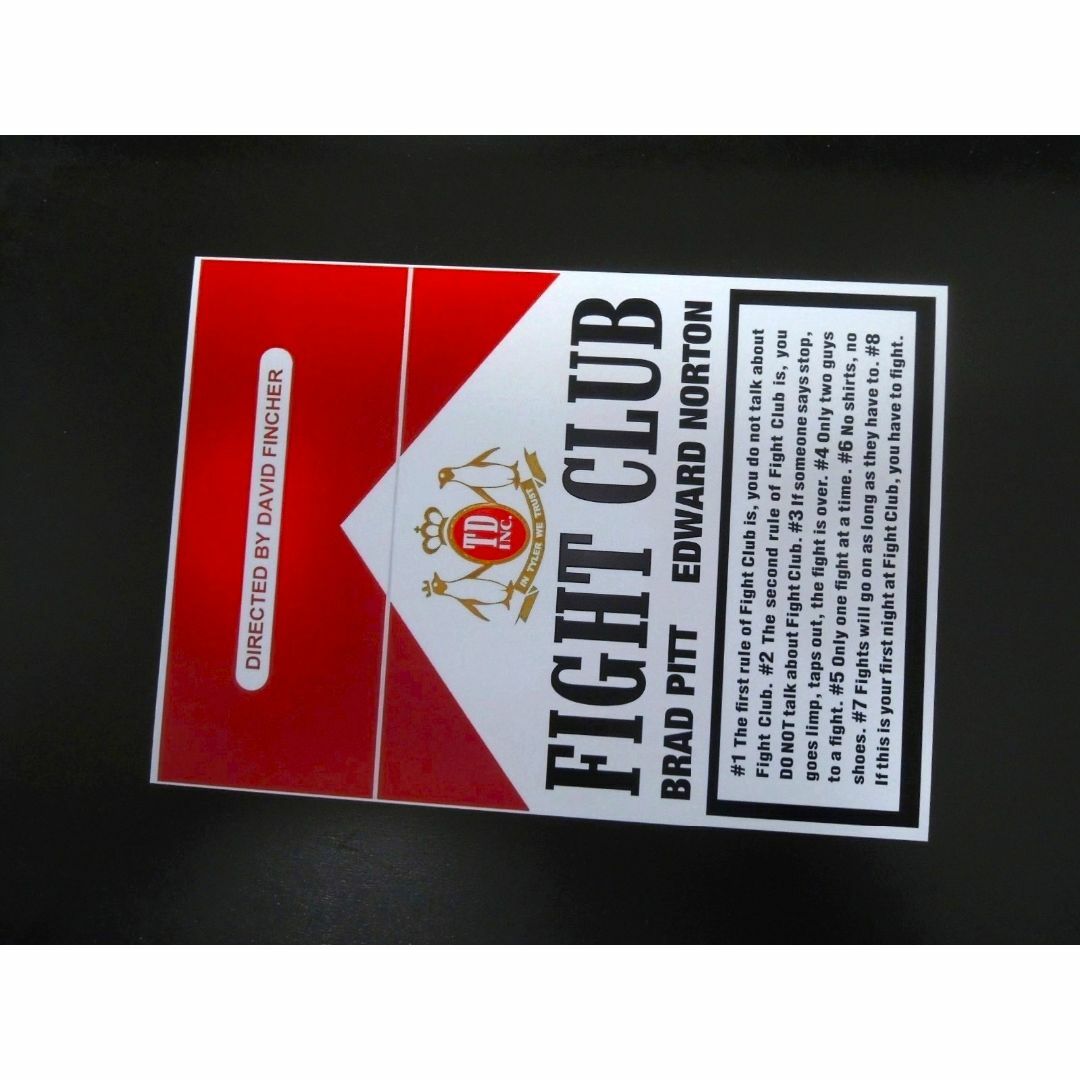 DIRECTED BY DAVID FINCHER
TD
INC.
IN TYLER WE TRUST
FIGHT CLUB
BRAD PITT EDWARD NORTON
#1 The first rule of Fight Club is, you do not talk about
Fight Club. #2 The second rule of Fight Club is, you
DO NOT talk about Fight Club. #3 If someone says stop,
goes limp, taps out, the fight is over. #4 Only two guys
to a fight. #5 Only one fight at a time. #6 No shirts, no
shoes. #7 Fights will go on as long as they have to. #8
If this is your first night at Fight Club, you have to fight.